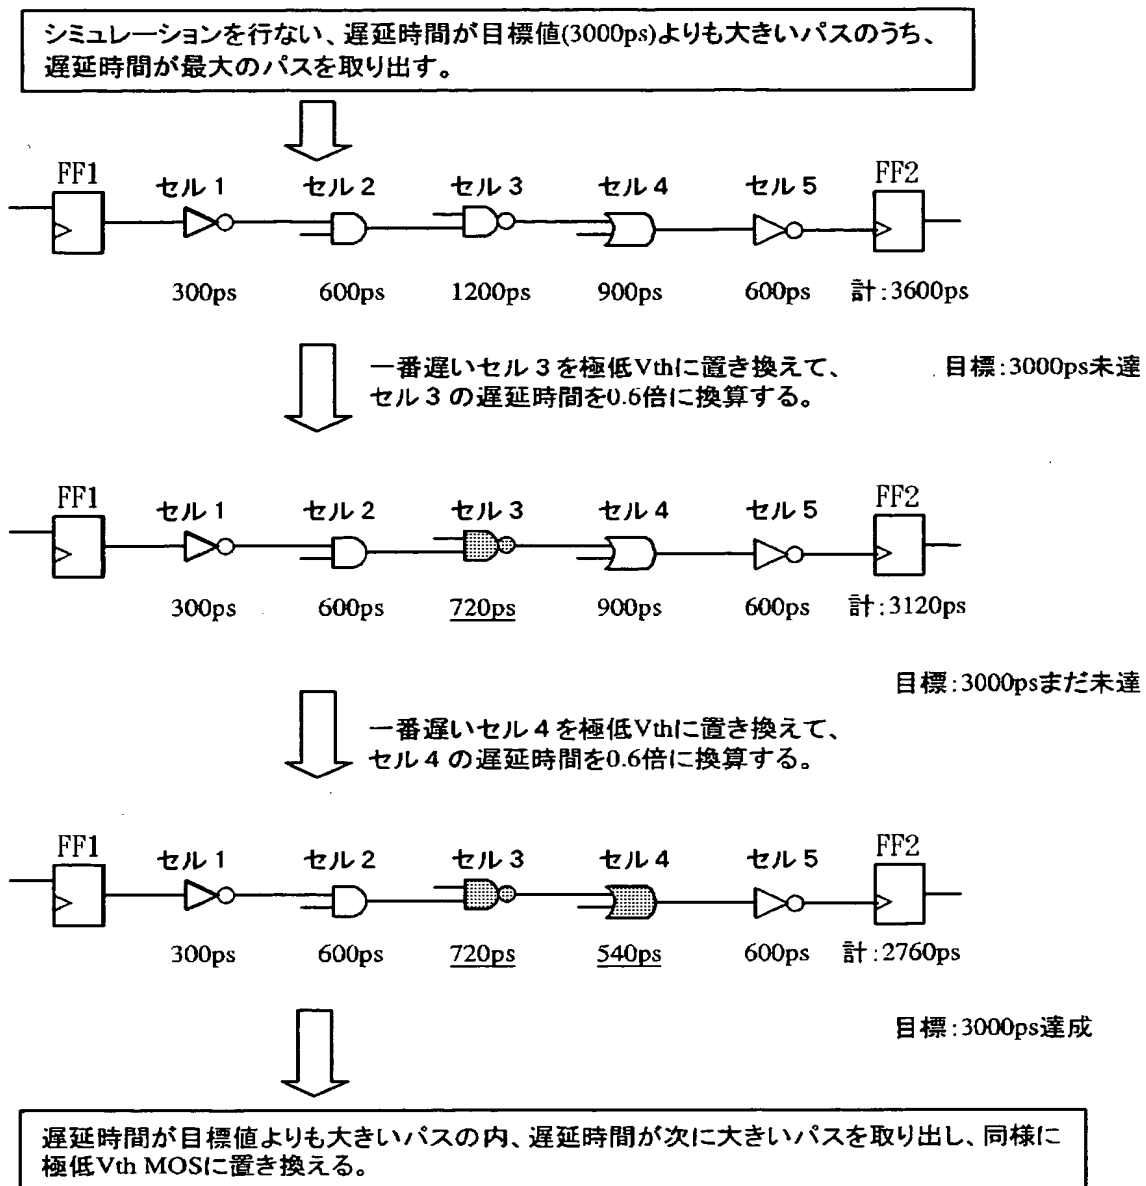 シミュレーションを行ない、遅延時間が目標値(3000ps)よりも大きいパスのうち、
遅延時間が最大のパスを取り出す。
FF1 セル1 セル2 セル3 セル4 セル5 FF2
300ps 600ps 1200ps 900ps 600ps 計:3600ps
一番遅いセル3を極低Vthに置き換えて、 目標:3000ps未達
セル3の遅延時間を0.6倍に換算する。
FF1 セル1 セル2 セル3 セル4 セル5 FF2
300ps 600ps 720ps 900ps 600ps 計:3120ps
目標:3000psまだ未達
一番遅いセル4を極低Vthに置き換えて、
セル4の遅延時間を0.6倍に換算する。
FF1 セル1 セル2 セル3 セル4 セル5 FF2
300ps 600ps 720ps 540ps 600ps 計:2760ps
目標:3000ps達成
遅延時間が目標値よりも大きいパスの内、遅延時間が次に大きいパスを取り出し、同様に
極低Vth MOSに置き換える。